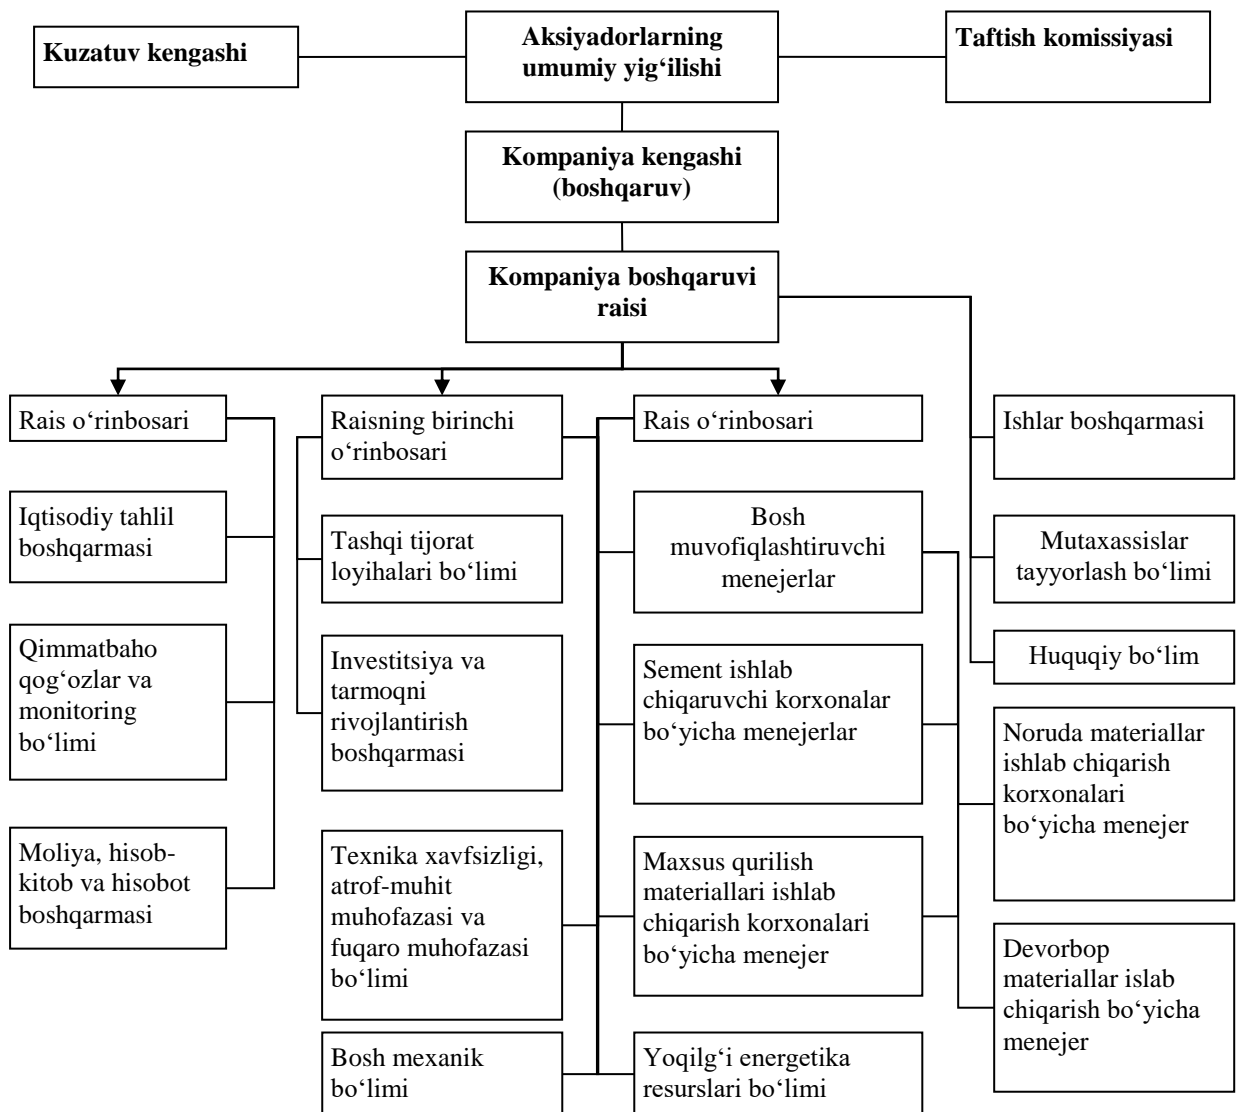 Kuzatuv kengashi
Aksiyadorlarning
umumiy yig‘ilishi
Taftish komissiyasi
Kompaniya kengashi
(boshqaruv)
Kompaniya boshqaruvi
raisi
Rais o‘rinbosari
Raisning birinchi
o‘rinbosari
Rais o‘rinbosari
Ishlar boshqarmasi
Iqtisodiy tahlil
boshqarmasi
Tashqi tijorat
loyihalari bo‘limi
Bosh
muvofiqlashtiruvchi
menejerlar
Mutaxassislar
tayyorlash bo‘limi
Qimmatbaho
qog‘ozlar va
monitoring
bo‘limi
Investitsiya va
tarmoqni
rivojlantirish
boshqarmasi
Sement ishlab
chiqaruvchi korxonalar
bo‘yicha menejerlar
Huquqiy bo‘lim
Noruda materiallar
ishlab chiqarish
korxonalari
bo‘yicha menejer
Moliya, hisob-
kitob va hisobot
boshqarmasi
Texnika xavfsizligi,
atrof-muhit
muhofazasi va
fuqaro muhofazasi
bo‘limi
Maxsus qurilish
materiallari ishlab
chiqarish korxonalari
bo‘yicha menejer
Devorbop
materiallar islab
chiqarish bo‘yicha
menejer
Bosh mexanik
bo‘limi
Yoqilg‘i energetika
resurslari bo‘limi